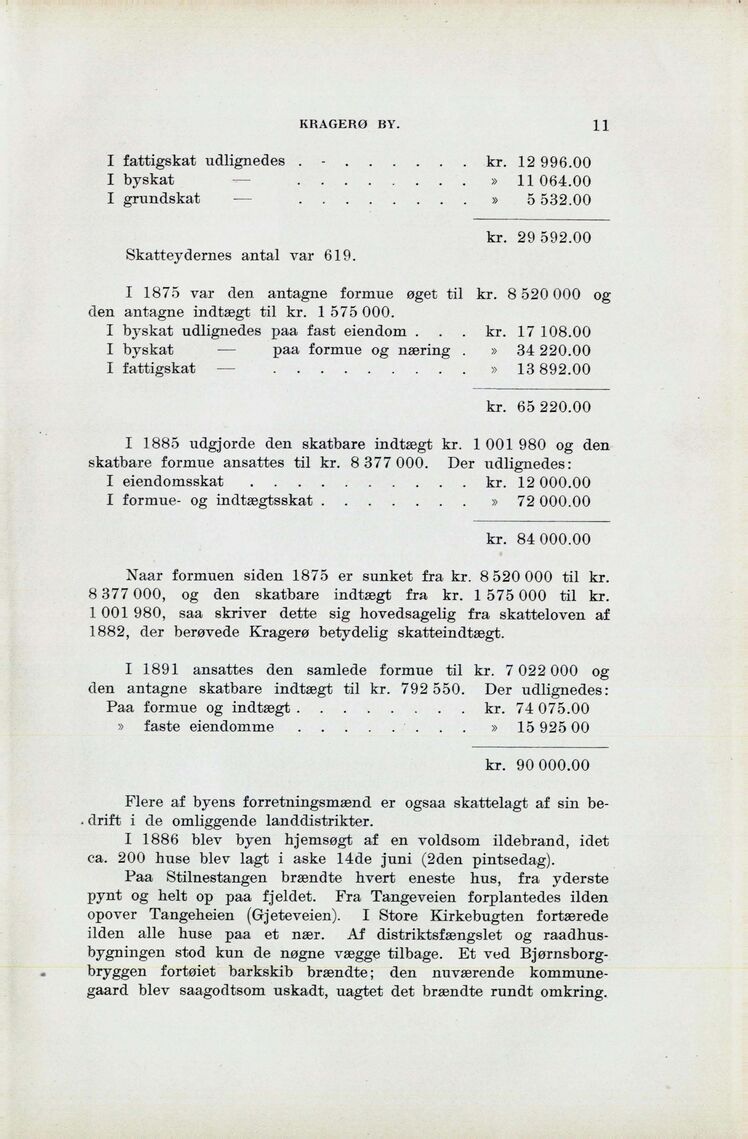 KRAGERØ BY. 11
I fattigskat udlignedes . - . . . . . . kr. 12 996.00
I byskat — . . . . . . . . » 11 064.00
I grundskat — . . . . . . . . » 5 532.00
kr. 29 592.00
Skatteydernes antal var 619.
I 1875 var den antagne formue øget til kr. 8 520 000 og
den antagne indtægt til kr. 1 575 000.
I byskat udlignedes paa fast eiendom . . . kr. 17 108.00
I byskat — paa formue og næring . » 34 220.00
I fattigskat — . . . . . . . . . » 13 892.00
kr. 65 220.00
I 1885 udgjorde den skatbare indtægt kr. 1 001 980 og den
skatbare formue ansattes til kr. 8 377 000. Der udlignedes:
I eiendomsskat . . . . . . . . . . kr. 12 000.00
I formue- og indtægtsskat . . . . . . . » 72 000.00
kr. 84 000.00
Naar formuen siden 1875 er sunket fra kr. 8 520 000 til kr.
8 377 000, og den skatbare indtægt fra kr. 1 575 000 til kr.
1 001 980, saa skriver dette sig hovedsagelig fra skatteloven af
1882, der berøvede Kragerø betydelig skatteindtægt.
I 1891 ansattes den samlede formue til kr. 7 022 000 og
den antagne skatbare indtægt til kr. 792 550. Der udlignedes:
Paa formue og indtægt . . . . . . . . kr. 74 075.00
» faste eiendomme . . . . . . . . » 15 925 00
kr. 90 000.00
Flere af byens forretningsmænd er ogsaa skattelagt af sin be-
drift i de omliggende landdistrikter.
I 1886 blev byen hjemsøgt af en voldsom ildebrand, idet
ca. 200 huse blev lagt i aske 14de juni (2den pintsedag).
Paa Stilnestangen brændte hvert eneste hus, fra yderste
pynt og helt op paa fjeldet. Fra Tangeveien forplantedes ilden
opover Tangeheien (Gjeteveien). I Store Kirkebugten fortærede
ilden alle huse paa et nær. Af distriktsfængslet og raadhus-
bygningen stod kun de nøgne vægge tilbage. Et ved Bjørnsborg-
bryggen fortøiet barkskib brændte; den nuværende kommune-
gaard blev saagodtsom uskadt, uagtet det brændte rundt omkring.